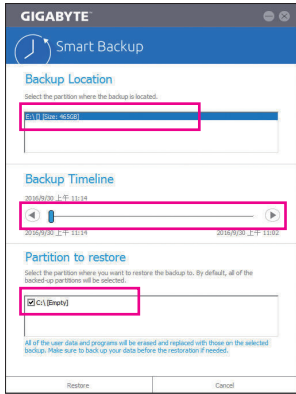 GIGABYTE™
Smart Backup
Backup Location
Select the partition where the backup is located.
E:\ [] [Size: 465GB]
Backup Timeline
2016/9/30 上午 11:14
2016/9/30 上午 11:14
2016/9/30 上午 11:02
Partition to restore
Select the partition where you want to restore the backup to. By default, all of the
backed-up partitions will be selected.
C:\ [Empty]
All of the user data and programs will be erased and replaced with those on the selected
backup. Make sure to back up your data before the restoration if needed.
Restore
Cancel